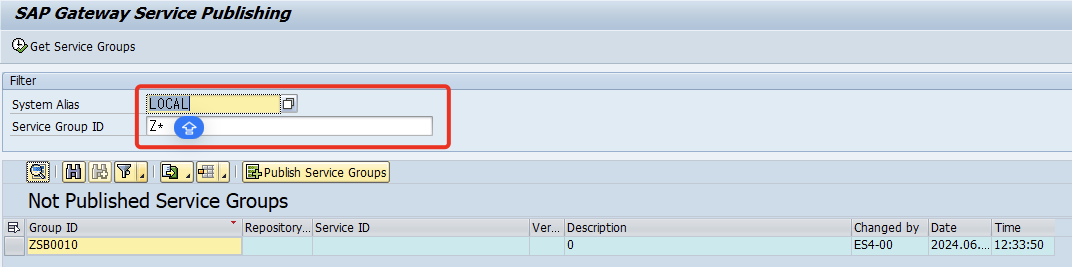 SAP Gateway Service Publishing
Get Service Groups
Filter
System Alias LOCAL
Service Group ID Z*
Publish Service Groups
Not Published Service Groups
Group ID Repository... Service ID Ver... Description Changed by Date Time
ZSB0010 0 ES4-00 2024.06.... 12:33:50